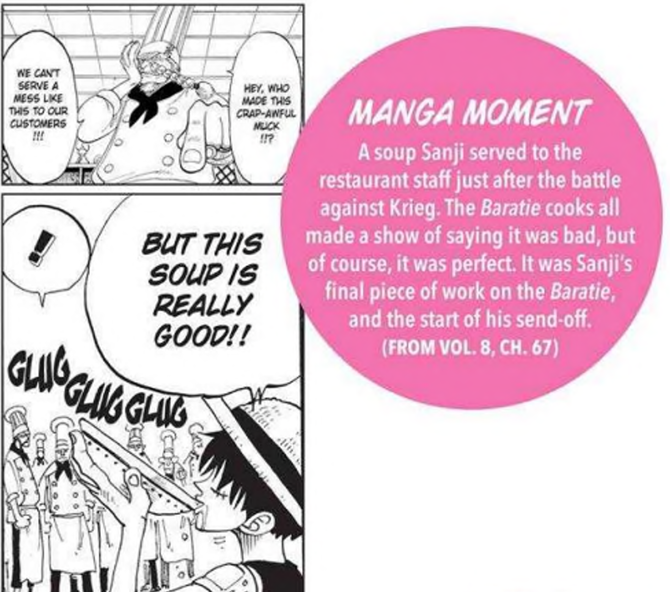 WE CAN'T
SERVE A
MESS LIKE
THIS TO OUR
CUSTOMERS
!!!
HEY, WHO
MADE THIS
CRAP-AWFUL
MUCK
!!?
!
BUT THIS
SOUP IS
REALLY
GOOD!!
GLUG
GLUG GLUG
MANGA MOMENT
A soup Sanji served to the
restaurant staff just after the battle
against Krieg. The Baratie cooks all
made a show of saying it was bad, but
of course, it was perfect. It was Sanji's
final piece of work on the Baratie,
and the start of his send-off.
(FROM VOL. 8, CH. 67)